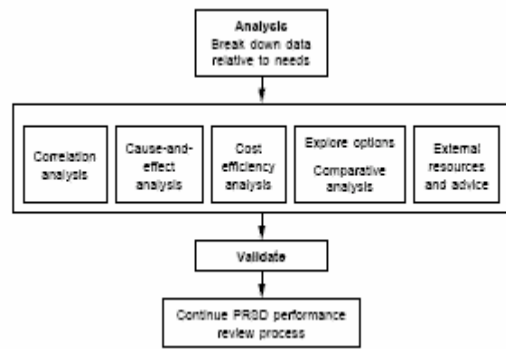 Analysis
Break down data
relative to needs
Correlation
analysis
Cause-and-
effect
analysis
Cost
efficiency
analysis
Explore options
Comparative
analysis
External
resources
and advice
Validate
Continue PRSD performance
review process